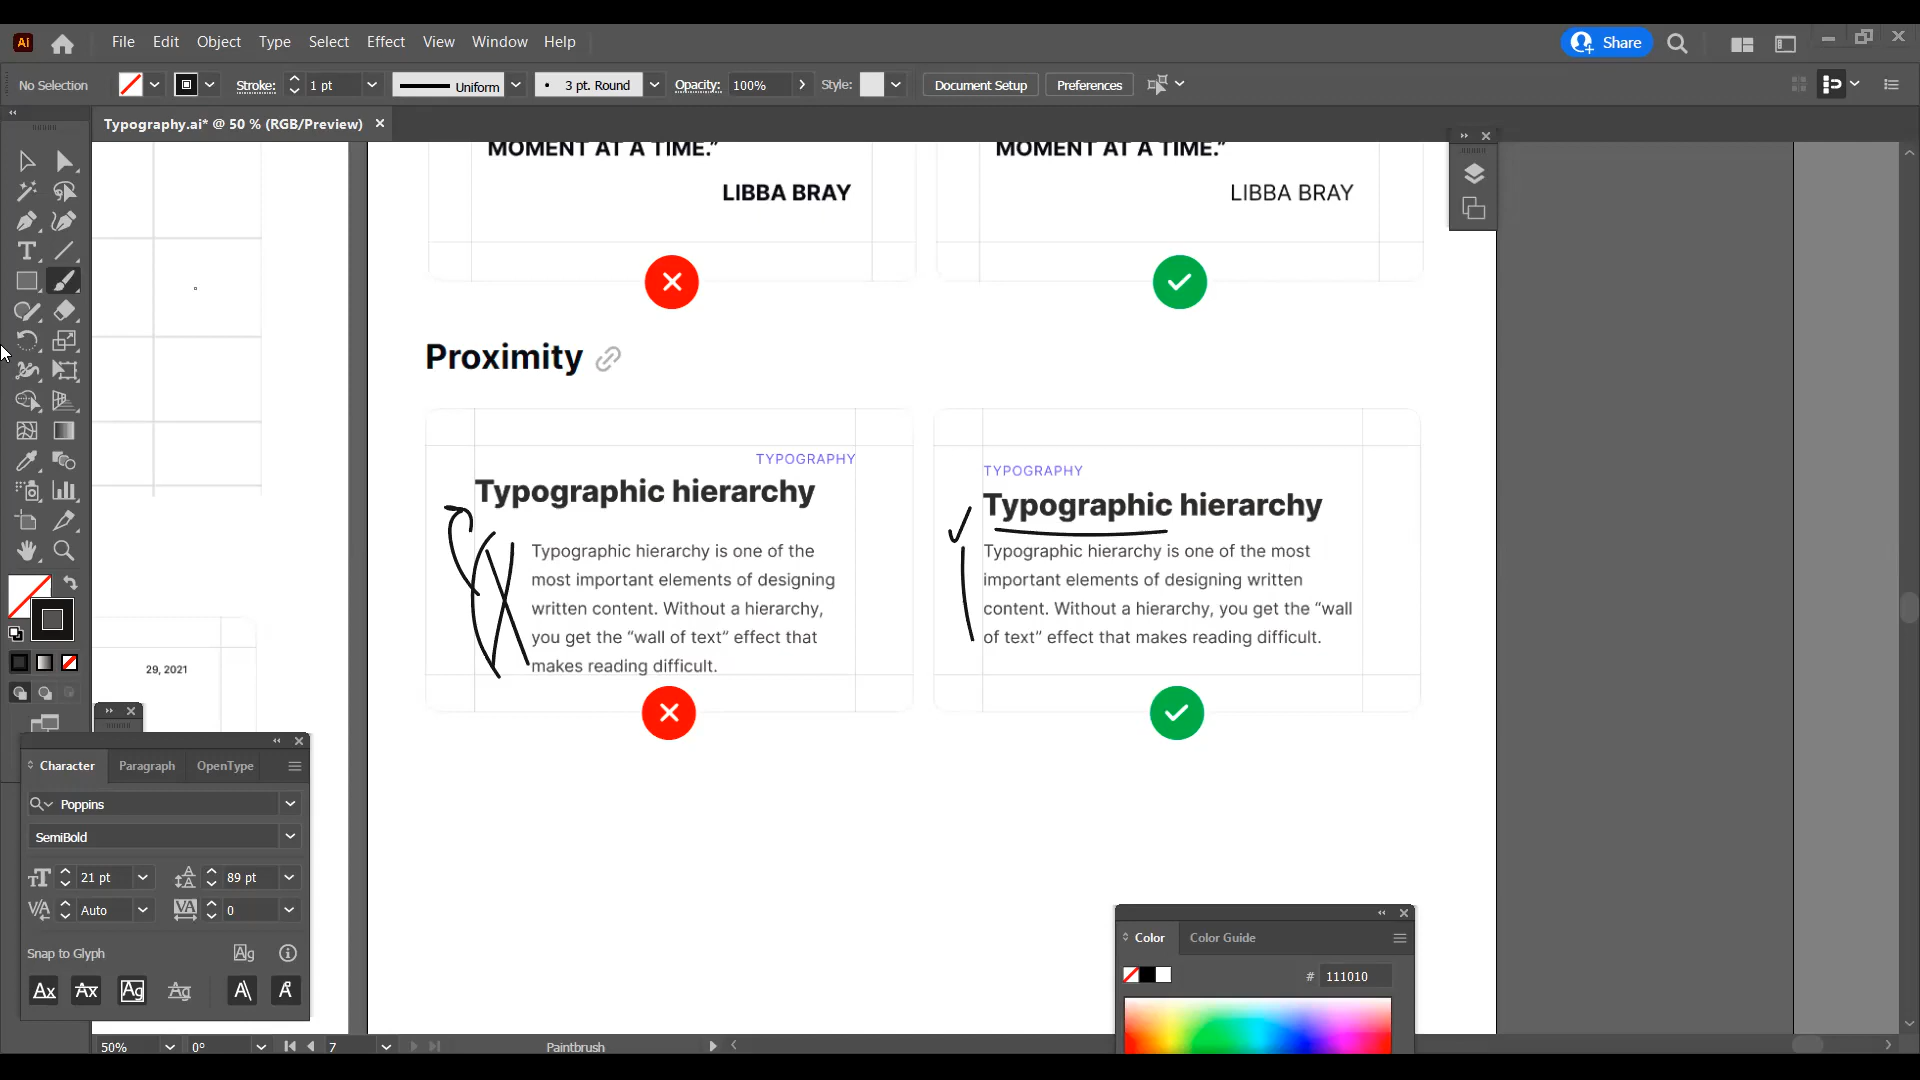 Ai
File Edit Object Type Select Effect View Window Help
Share
No Selection
Stroke: 1 pt
Uniform
3 pt. Round
Opacity: 100%
Style:
Document Setup
Preferences
Typography.ai* @ 50 % (RGB/Preview)
MOMENT AT A TIME.”
LIBBA BRAY
MOMENT AT A TIME.”
LIBBA BRAY
Proximity
TYPOGRAPHY
Typographic hierarchy
Typographic hierarchy is one of the
most important elements of designing
written content. Without a hierarchy,
you get the “wall of text” effect that
makes reading difficult.
TYPOGRAPHY
Typographic hierarchy
Typographic hierarchy is one of the most
important elements of designing written
content. Without a hierarchy, you get the “wall
of text” effect that makes reading difficult.
29, 2021
Character Paragraph OpenType
Poppins
SemiBold
21 pt
89 pt
Auto
0
Snap to Glyph
Color Color Guide
# 111010
50%
0°
7
Paintbrush